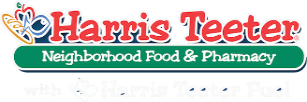 Harris Teeter
Neighborhood Food & Pharmacy
with Harris Teeter Fuel